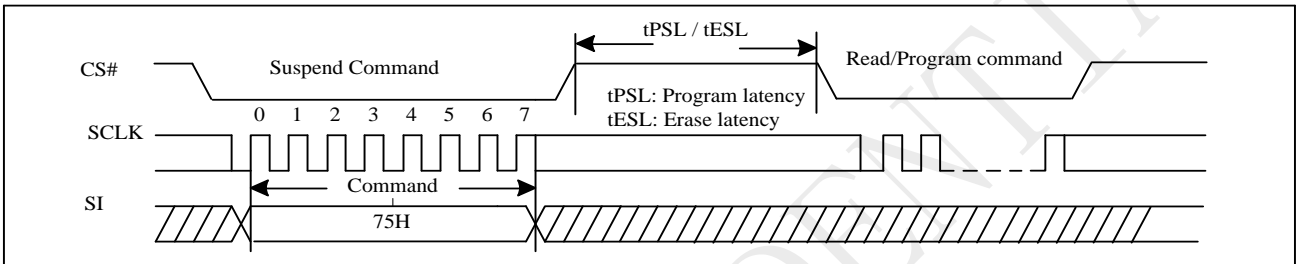 tPSL / tESL
CS#
Suspend Command
Read/Program command
tPSL: Program latency
tESL: Erase latency
0 1 2 3 4 5 6 7
SCLK
Command
SI
75H